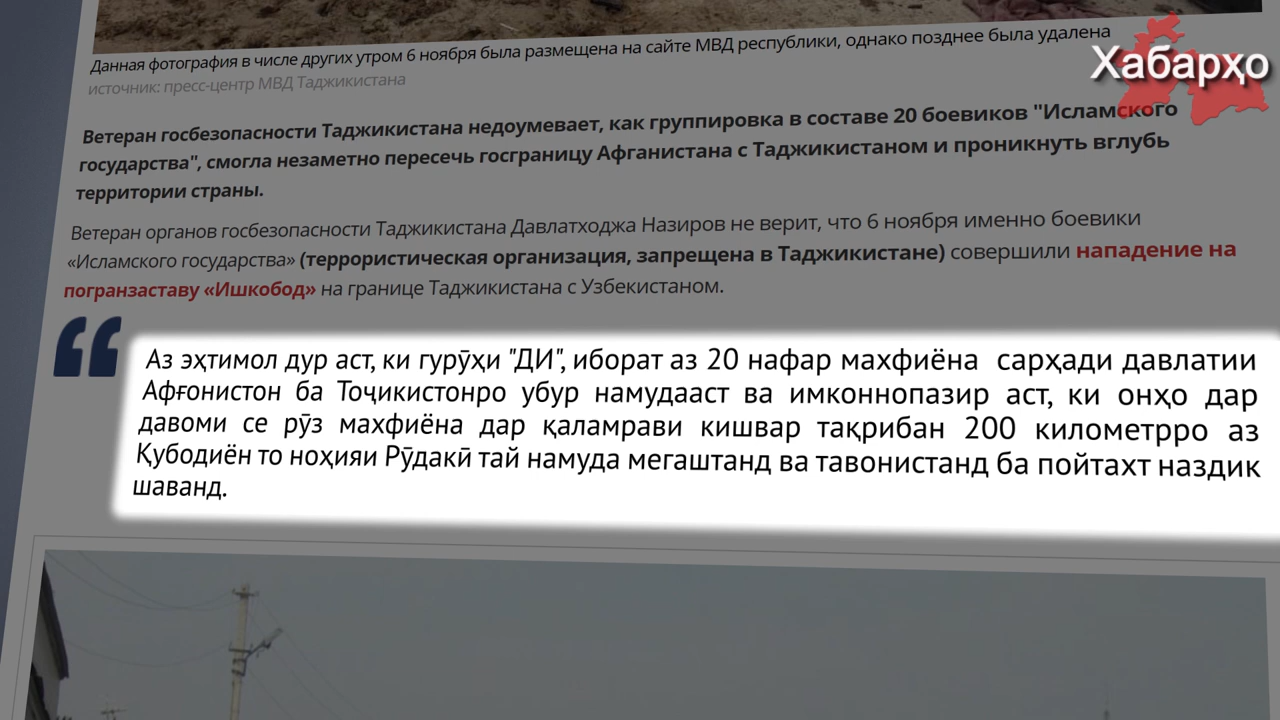 Данная фотография в числе других утром 6 ноября была размещена на сайте МВД республики, однако позднее была удалена
источник: пресс-центр МВД Таджикистана
Хабарҳо
Ветеран госбезопасности Таджикистана недоумевает, как группировка в составе 20 боевиков "Исламского
государства", смогла незаметно пересечь госграницу Афганистана с Таджикистаном и проникнуть вглубь
территории страны.
Ветеран органов госбезопасности Таджикистана Давлатходжа Назиров не верит, что 6 ноября именно боевики
«Исламского государства» (террористическая организация, запрещена в Таджикистане) совершили нападение на
погранзаставу «Ишкобод» на границе Таджикистана с Узбекистаном.
“
Аз эҳтимол дур аст, ки гурӯҳи "ДИ", иборат аз 20 нафар махфиёна сарҳади давлатии
Афғонистон ба Тоҷикистонро убур намудааст ва имконнопазир аст, ки онҳо дар
давоми се рӯз махфиёна дар қаламрави кишвар тақрибан 200 километрро аз
Қубодиён то ноҳияи Рӯдакӣ тай намуда мегаштанд ва тавонистанд ба пойтахт наздик
шаванд.